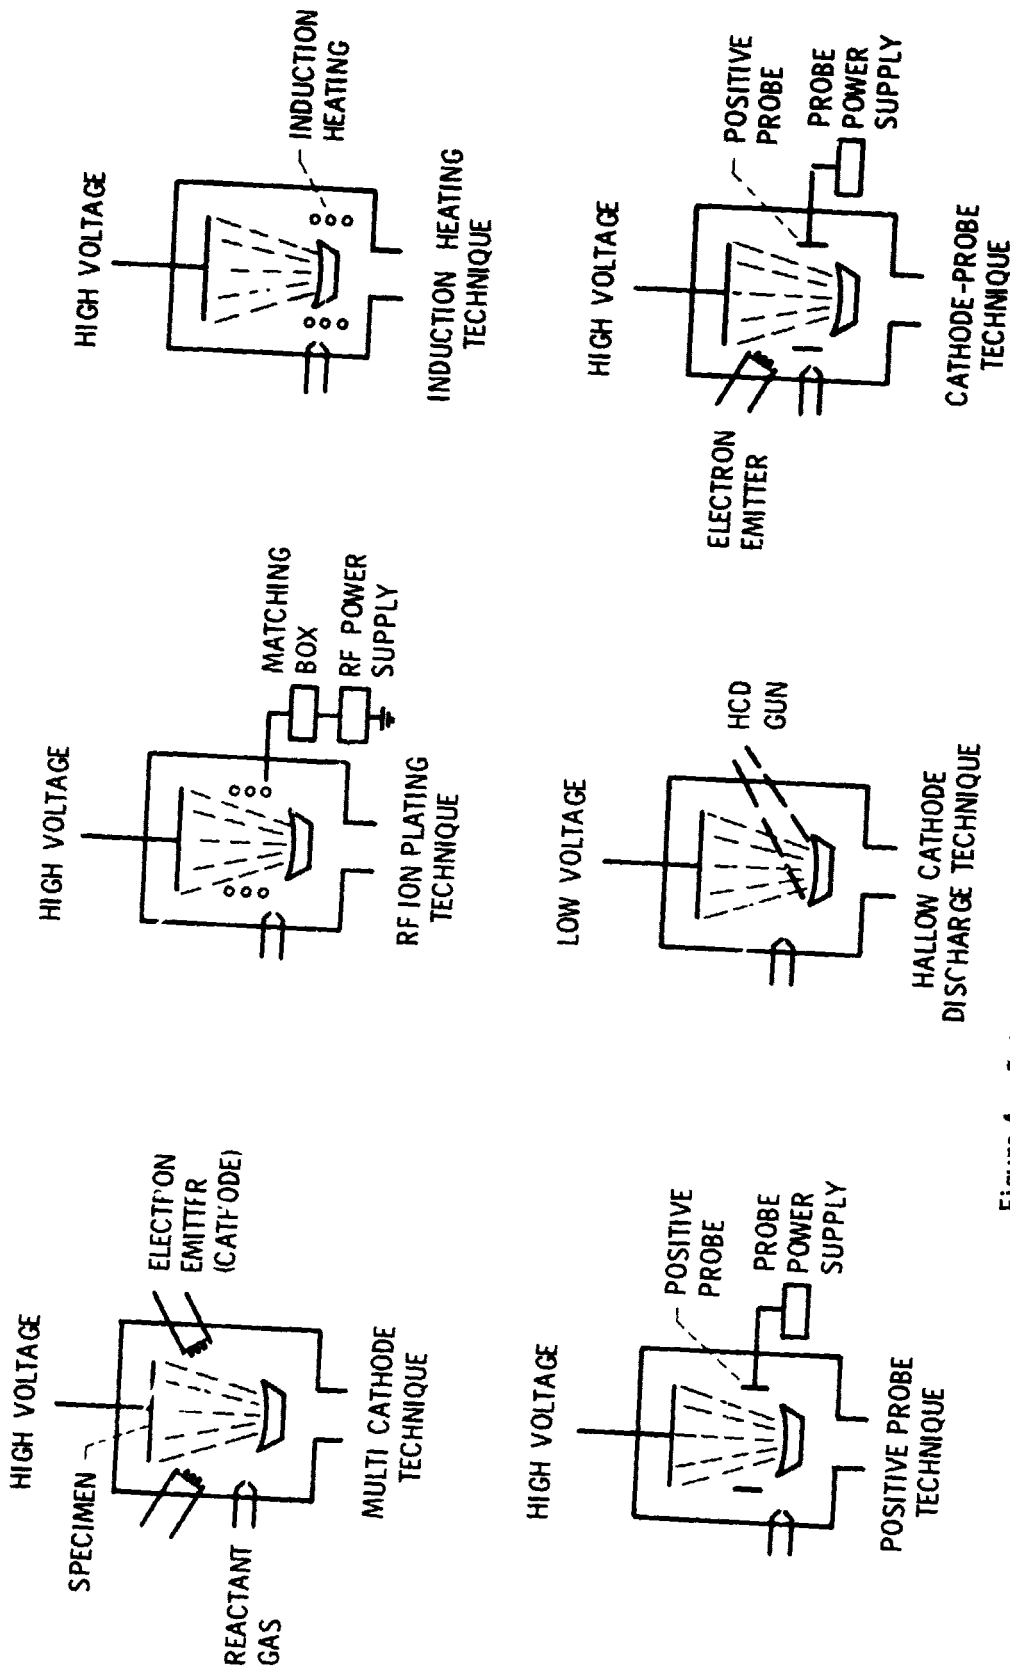 HIGH VOLTAGE
SPECIMEN
ELECTRON
EMITTER
(CATHODE)
REACTANT
GAS
MULTI CATHODE
TECHNIQUE
HIGH VOLTAGE
MATCHING
BOX
RF POWER
SUPPLY
RF ION PLATING
TECHNIQUE
HIGH VOLTAGE
INDUCTION
HEATING
INDUCTION HEATING
TECHNIQUE
HIGH VOLTAGE
POSITIVE
PROBE
PROBE
POWER
SUPPLY
POSITIVE PROBE
TECHNIQUE
LOW VOLTAGE
HCD
GUN
HALLOW CATHODE
DISCHARGE TECHNIQUE
HIGH VOLTAGE
ELECTRON
EMITTER
POSITIVE
PROBE
PROBE
POWER
SUPPLY
CATHODE-PROBE
TECHNIQUE